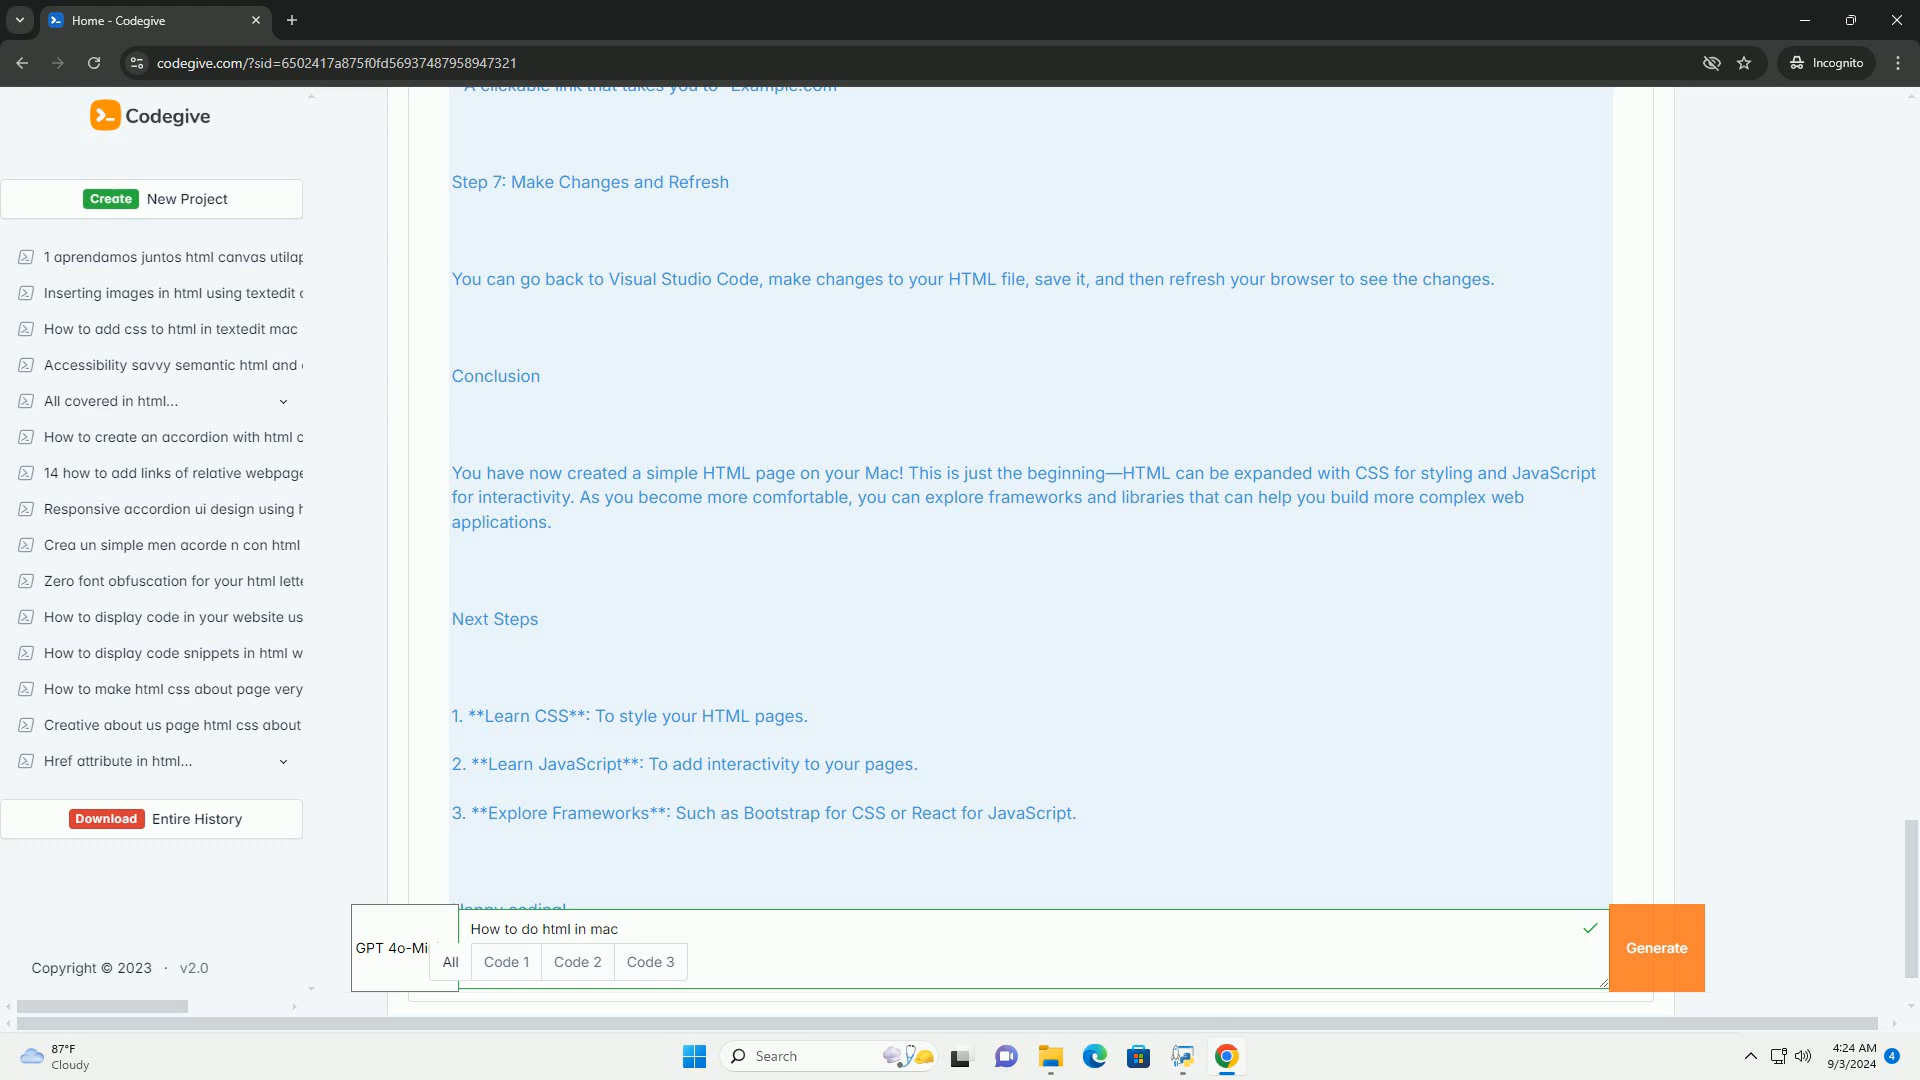 Home - Codegive
codegive.com/?sid=6502417a875f0fd56937487958947321
Incognito
Codegive
Create New Project
1 aprendamos juntos html canvas utilap
Inserting images in html using textedit
How to add css to html in textedit mac
Accessibility savvy semantic html and
All covered in html...
How to create an accordion with html
14 how to add links of relative webpage
Responsive accordion ui design using
Crea un simple men acorde n con html
Zero font obfuscation for your html lette
How to display code in your website us
How to display code snippets in html w
How to make html css about page very
Creative about us page html css about
Href attribute in html...
Download Entire History
Copyright © 2023 · v2.0
A clickable link that takes you to "Example.com"
Step 7: Make Changes and Refresh
You can go back to Visual Studio Code, make changes to your HTML file, save it, and then refresh your browser to see the changes.
Conclusion
You have now created a simple HTML page on your Mac! This is just the beginning—HTML can be expanded with CSS for styling and JavaScript
for interactivity. As you become more comfortable, you can explore frameworks and libraries that can help you build more complex web
applications.
Next Steps
1. **Learn CSS**: To style your HTML pages.
2. **Learn JavaScript**: To add interactivity to your pages.
3. **Explore Frameworks**: Such as Bootstrap for CSS or React for JavaScript.
Happy coding!
GPT 4o-Mi
How to do html in mac
All Code 1 Code 2 Code 3
Generate
87°F
Cloudy
Search
4:24 AM
9/3/2024
4